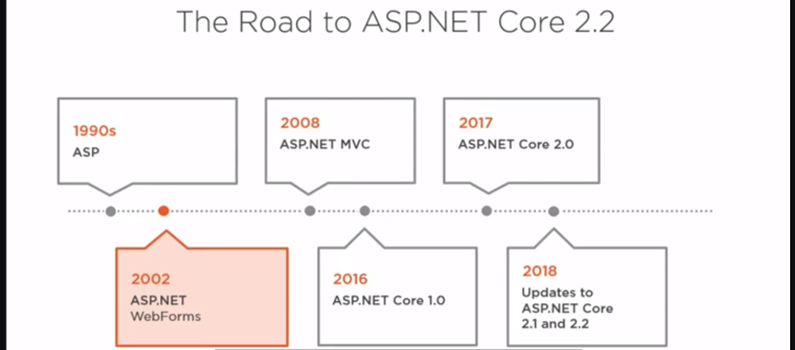 The Road to ASP.NET Core 2.2
1990s
ASP
2008
ASP.NET MVC
2017
ASP.NET Core 2.0
2002
ASP.NET
WebForms
2016
ASP.NET Core 1.0
2018
Updates to
ASP.NET Core
2.1 and 2.2